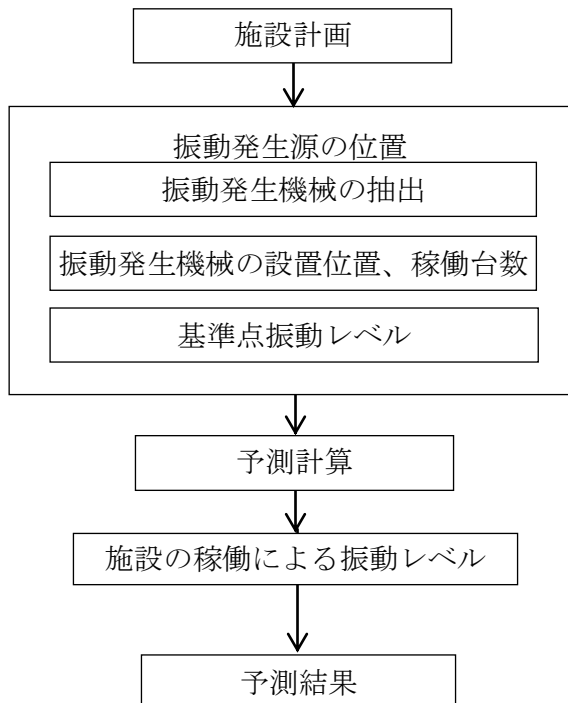 施設計画
振動発生源の位置
振動発生機械の抽出
振動発生機械の設置位置、稼働台数
基準点振動レベル
予測計算
施設の稼働による振動レベル
予測結果